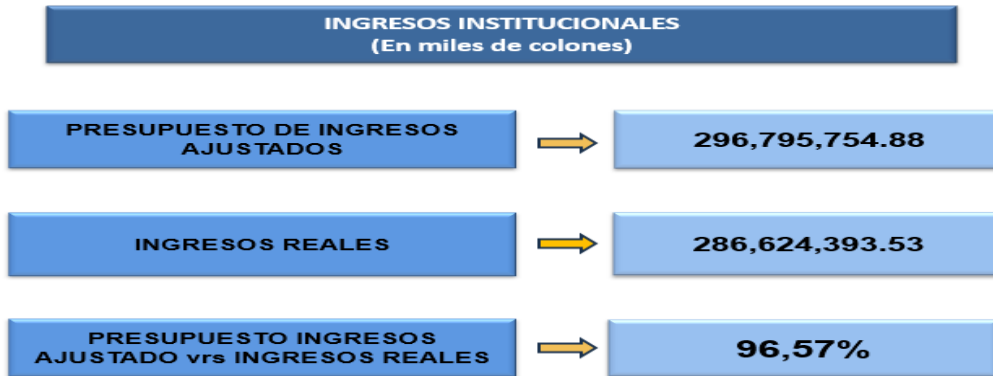 INGRESOS INSTITUCIONALES
(En miles de colones)
PRESUPUESTO DE INGRESOS
AJUSTADOS
296,795,754.88
INGRESOS REALES
286,624,393.53
PRESUPUESTO INGRESOS
AJUSTADO vrs INGRESOS REALES
96,57%